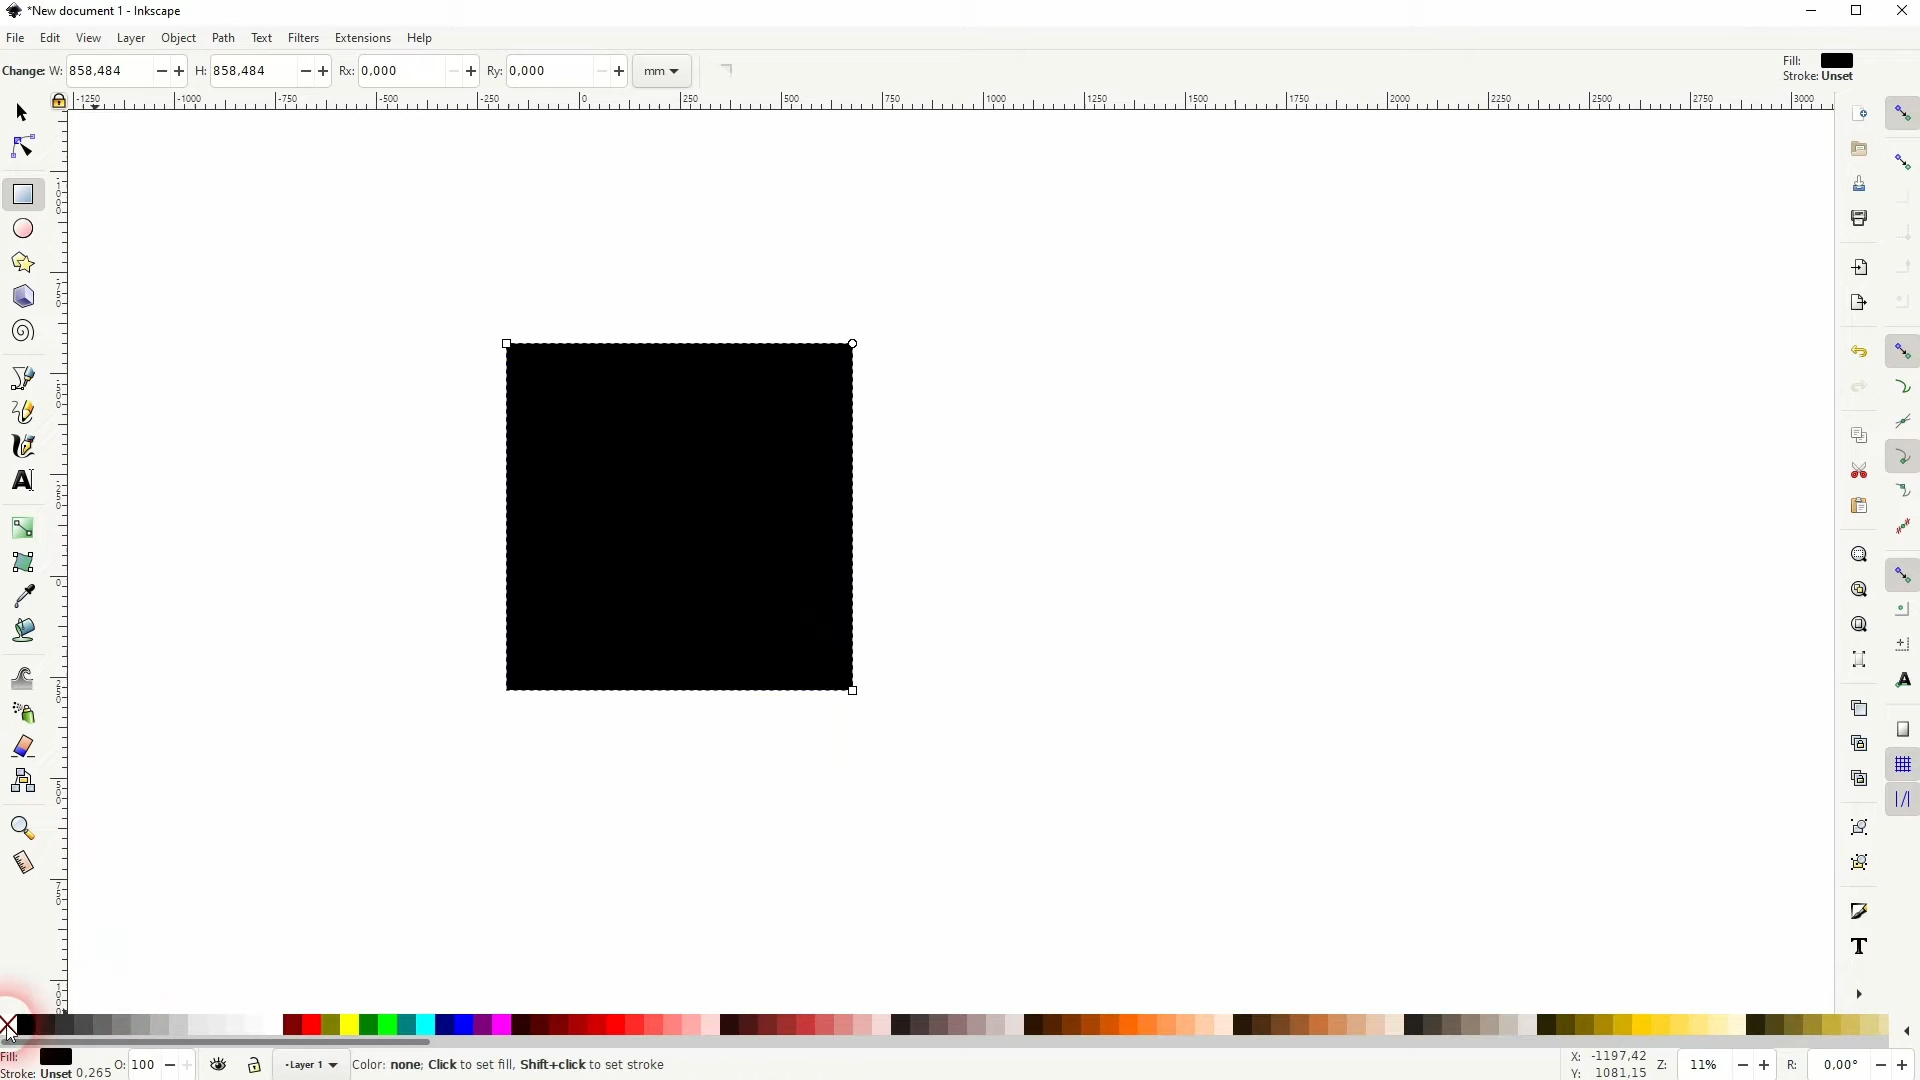 *New document 1 - Inkscape
File Edit View Layer Object Path Text Filters Extensions Help
Change: W: 858,484 H: 858,484 Rx: 0,000 Ry: 0,000 mm
Fill:
Stroke: Unset
-1250 -1000 -750 -500 -250 0 250 500 750 1000 1250 1500 1750 2000 2250 2500 2750 3000
Fill:
Stroke: Unset 0,265 O: 100 -Layer 1 Color: none; Click to set fill, Shift+click to set stroke
X: -1197,42
Y: 1081,15
Z: 11% R: 0,00°